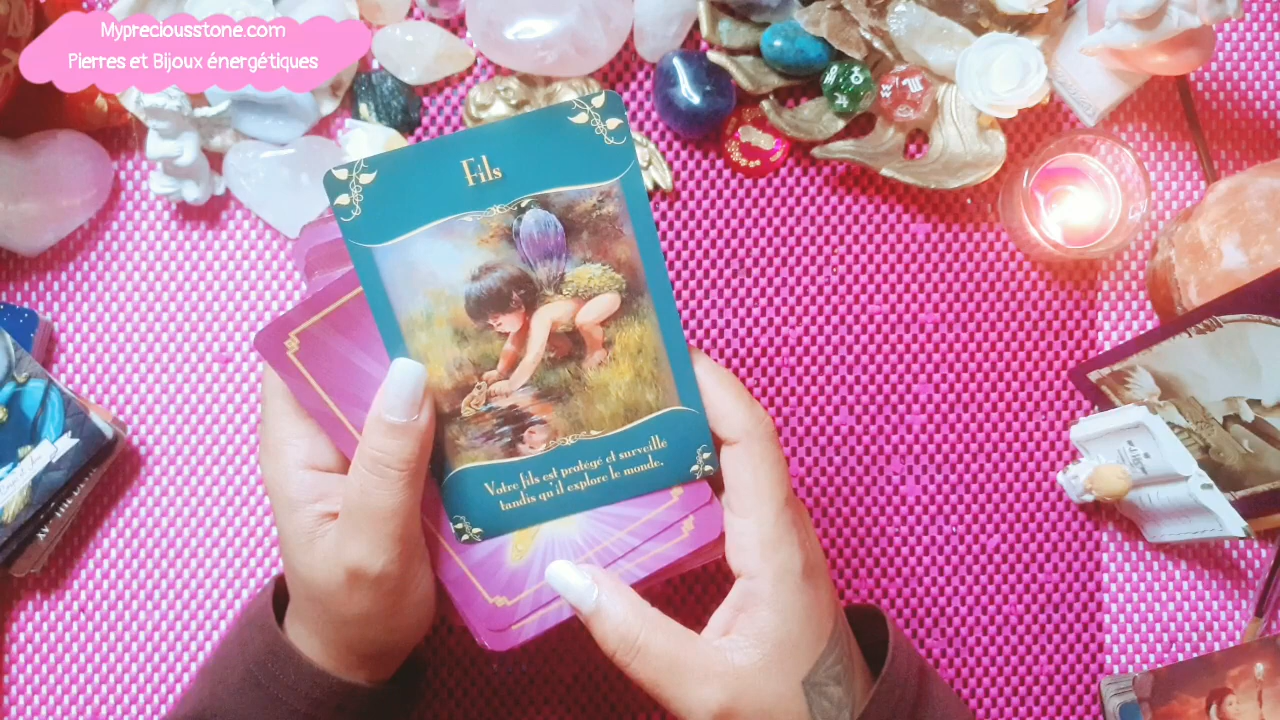 Mypreciousstone.com
Pierres et Bijoux énergétiques
Fils
Votre fils est protégé et surveillé
tandis qu'il explore le monde.